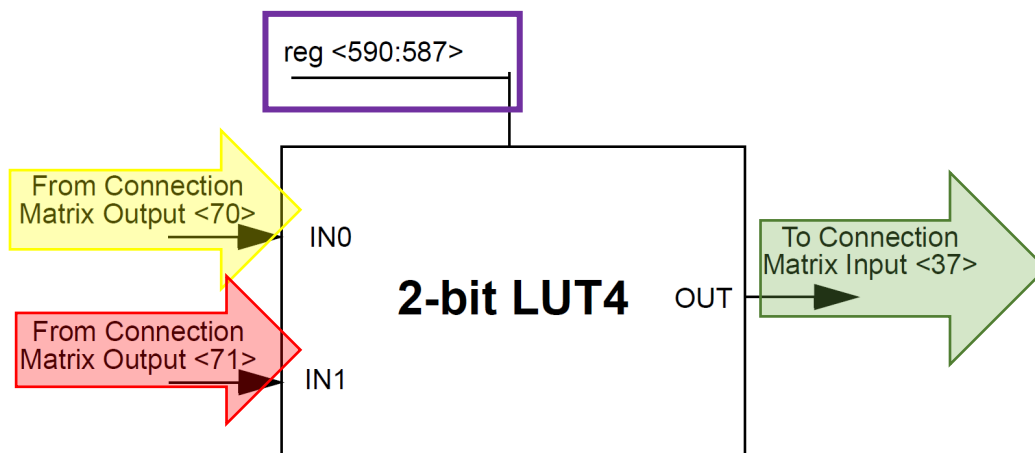 reg <590:587>
From Connection
Matrix Output <70>
IN0
2-bit LUT4
OUT
To Connection
Matrix Input <37>
From Connection
Matrix Output <71>
IN1